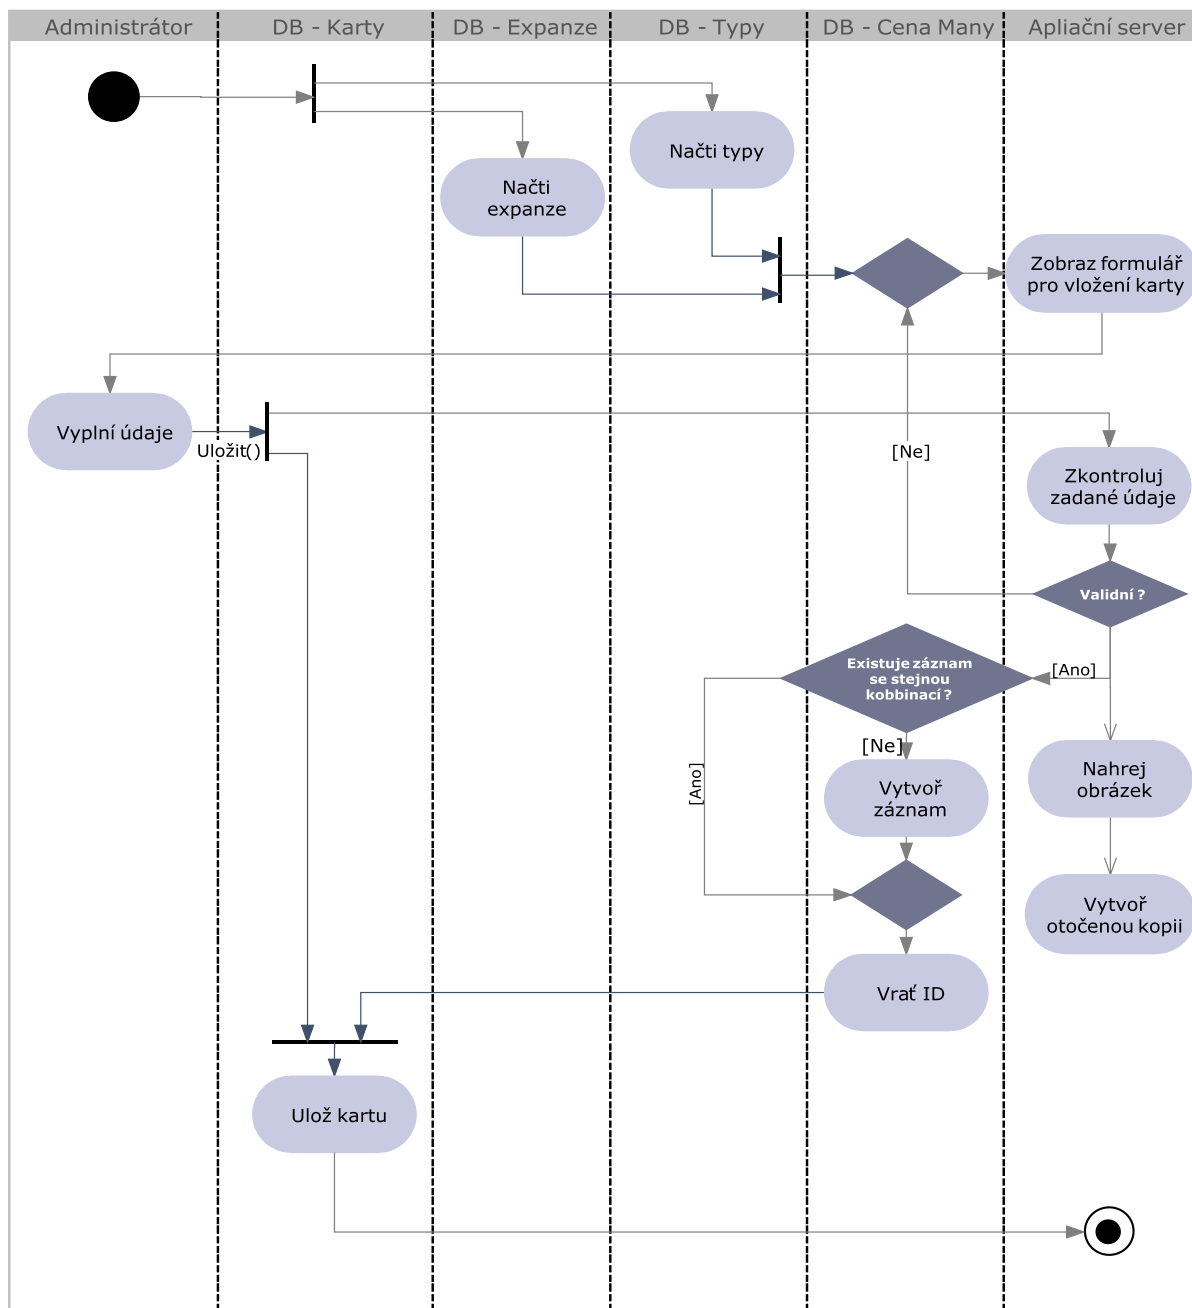 Administrátor
DB - Karty
DB - Expanze
DB - Typy
DB - Cena Many
Apliační server
Načti typy
Načti
expanze
Zobraz formulář
pro vložení karty
Vyplní údaje
Uložit()
[Ne]
Zkontroluj
zadané údaje
Validní ?
Existuje záznam
se stejnou
kobbinací ?
[Ano]
[Ne]
[Ano]
Vytvoř
záznam
Nahrej
obrázek
Vytvoř
otočenou kopii
Vrať ID
Ulož kartu